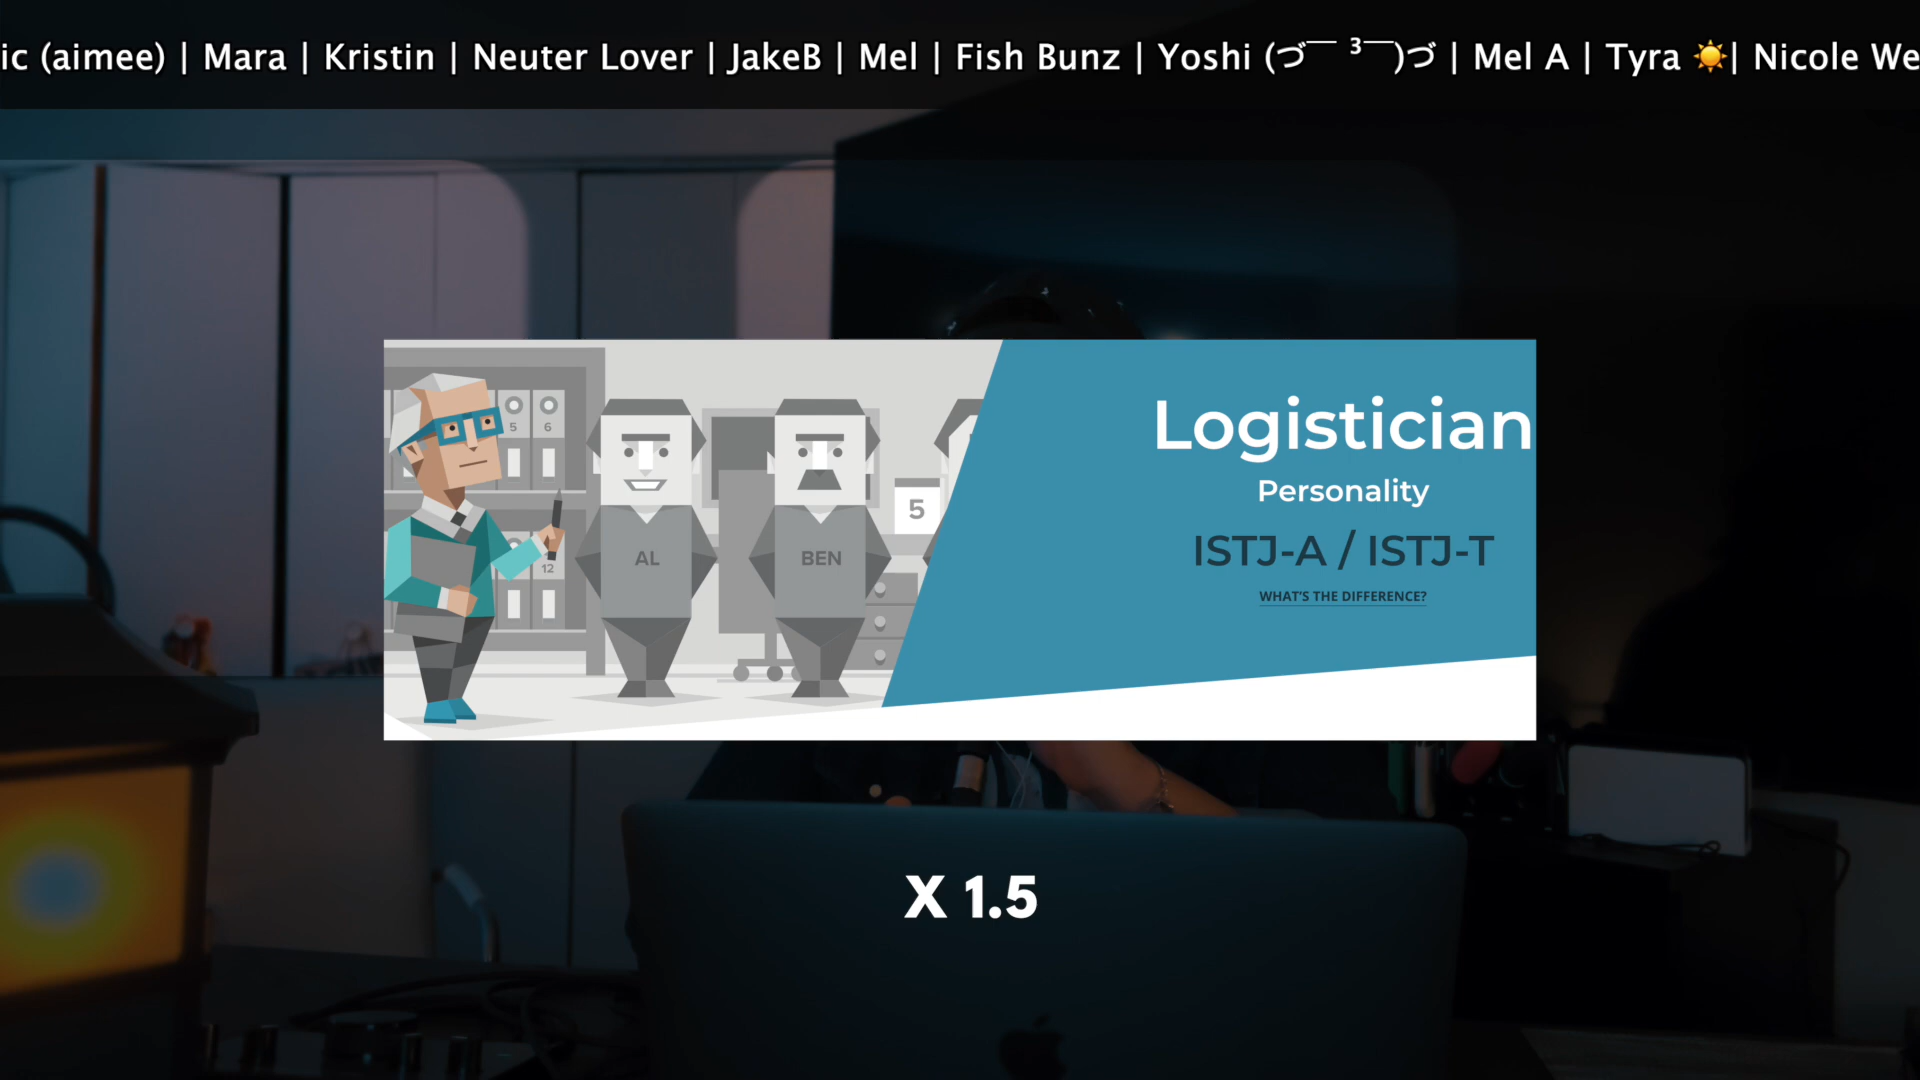 ic (aimee) | Mara | Kristin | Neuter Lover | JakeB | Mel | Fish Bunz | Yoshi (づ￣ ³￣)づ | Mel A | Tyra ☀️| Nicole We
Logistician
Personality
ISTJ-A / ISTJ-T
WHAT'S THE DIFFERENCE?
5
6
12
AL
BEN
5
X 1.5